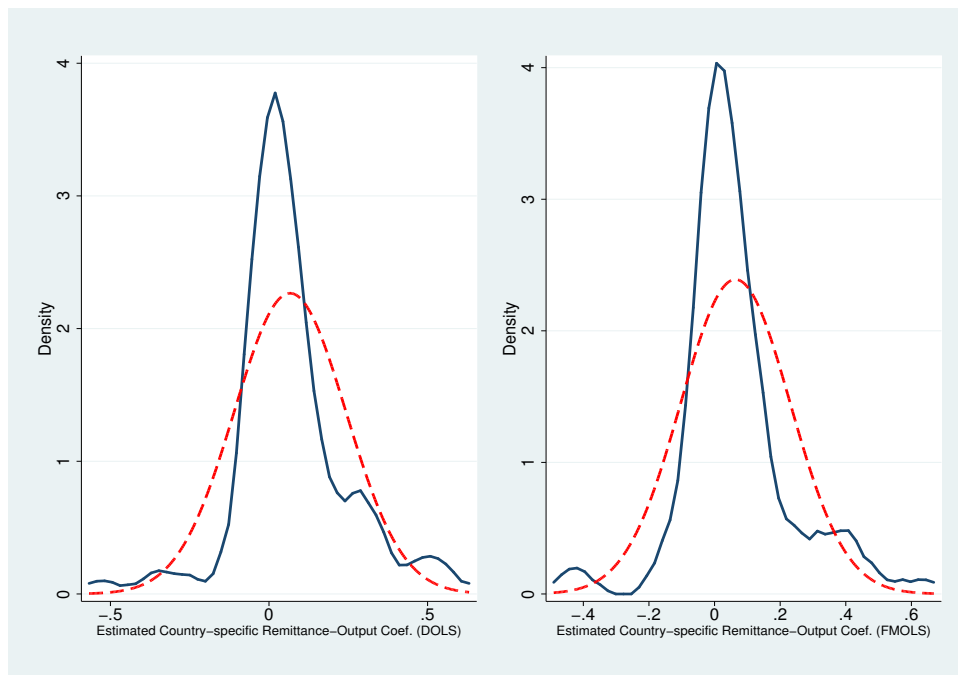 Density
4
3
2
1
0
−.5 0 .5
Estimated Country−specific Remittance−Output Coef. (DOLS)
Density
4
3
2
1
0
−.4 −.2 0 .2 .4 .6
Estimated Country−specific Remittance−Output Coef. (FMOLS)